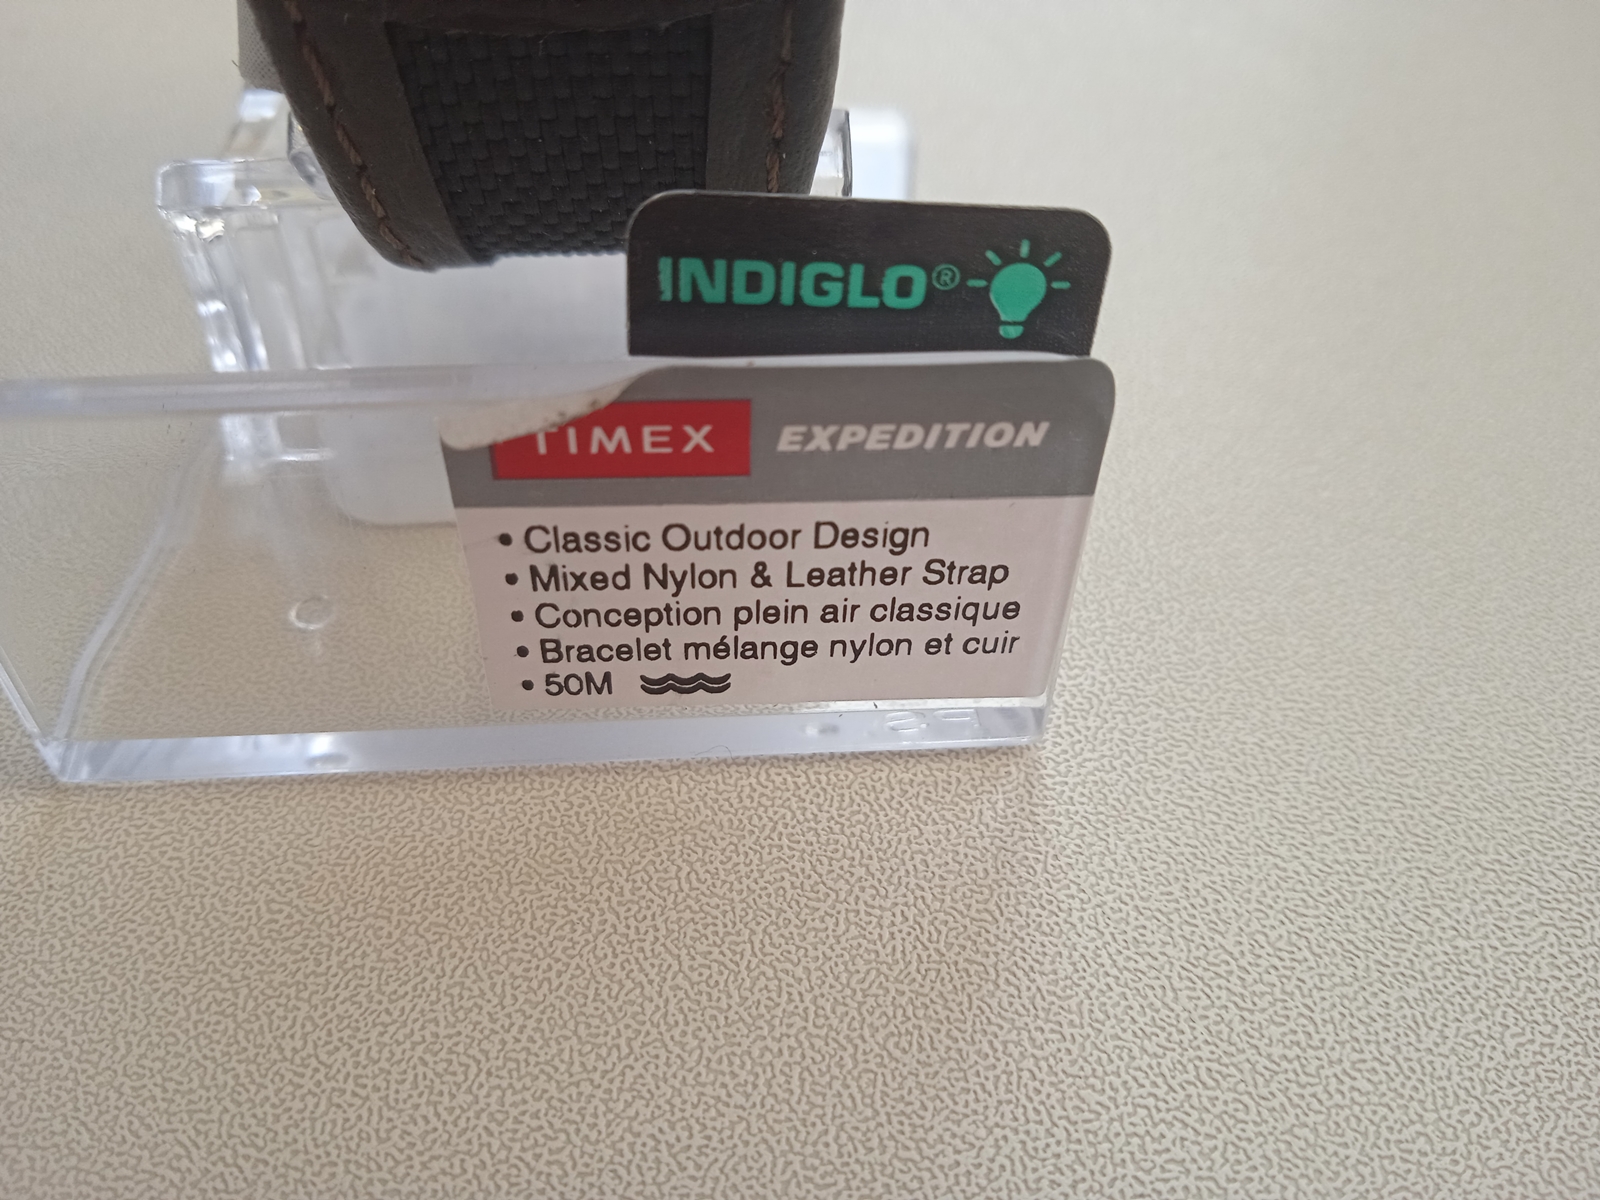 INDIGLO®
TIMEX EXPEDITION
• Classic Outdoor Design
• Mixed Nylon & Leather Strap
• Conception plein air classique
• Bracelet mélange nylon et cuir
• 50M